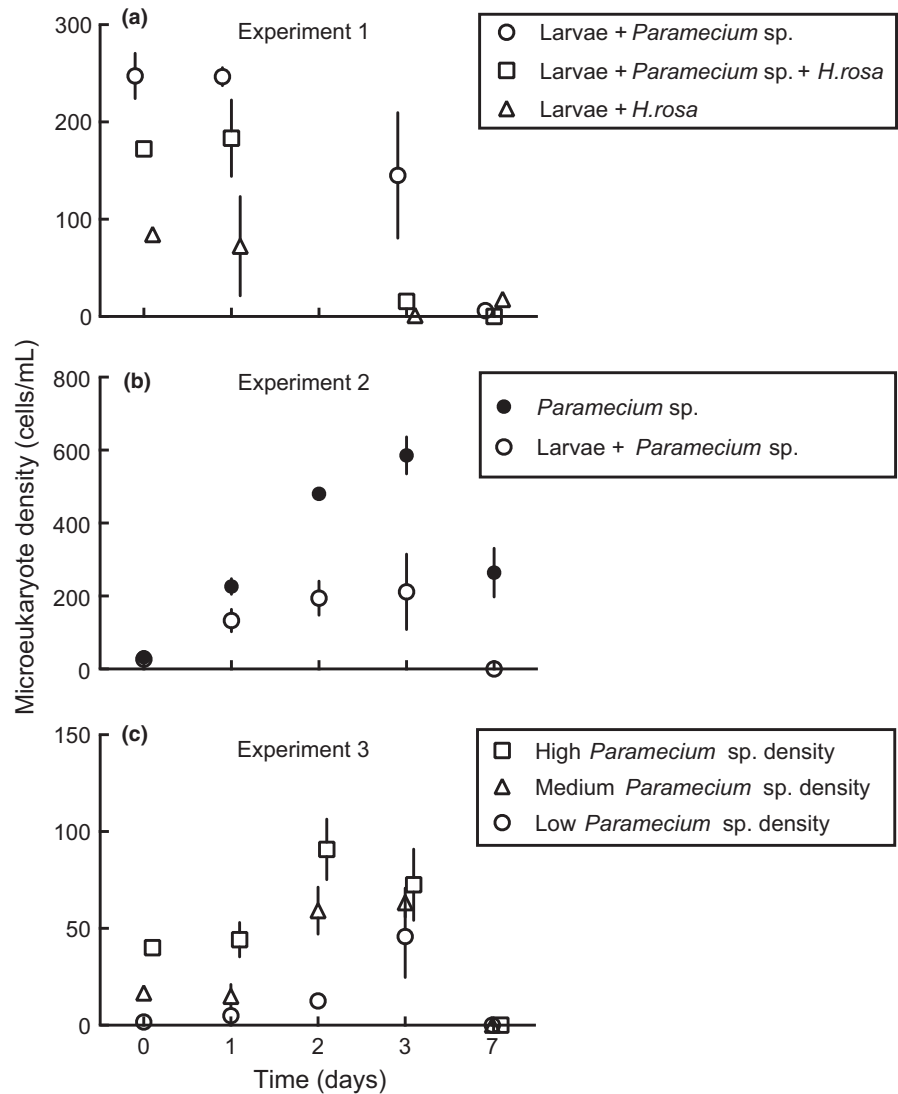 Microeukaryote density (cells/mL)
(a)
Experiment 1
300
200
100
0
Larvae + Paramecium sp.
Larvae + Paramecium sp. + H.rosa
Larvae + H.rosa
(b)
Experiment 2
800
600
400
200
0
Paramecium sp.
Larvae + Paramecium sp.
(c)
Experiment 3
150
100
50
0
High Paramecium sp. density
Medium Paramecium sp. density
Low Paramecium sp. density
0 1 2 3 7
Time (days)